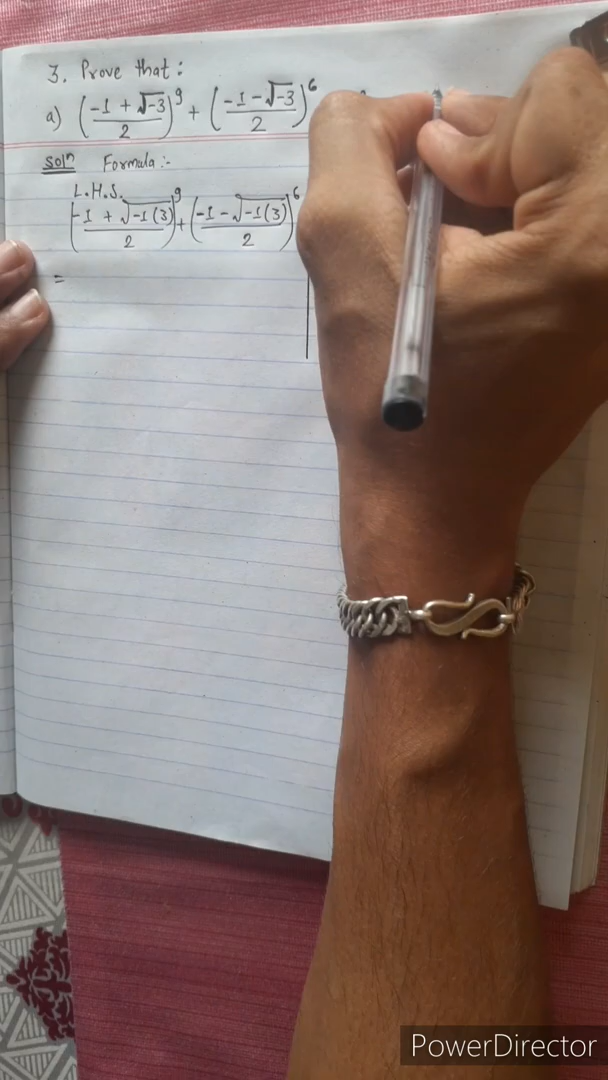 3. Prove that :
a) ((-1 + √-3)/2)^9 + ((-1 - √-3)/2)^6
Solⁿ Formula :-
L.H.S.
((-1 + √-1(3))/2)^9 + ((-1 - √-1(3))/2)^6
=
PowerDirector